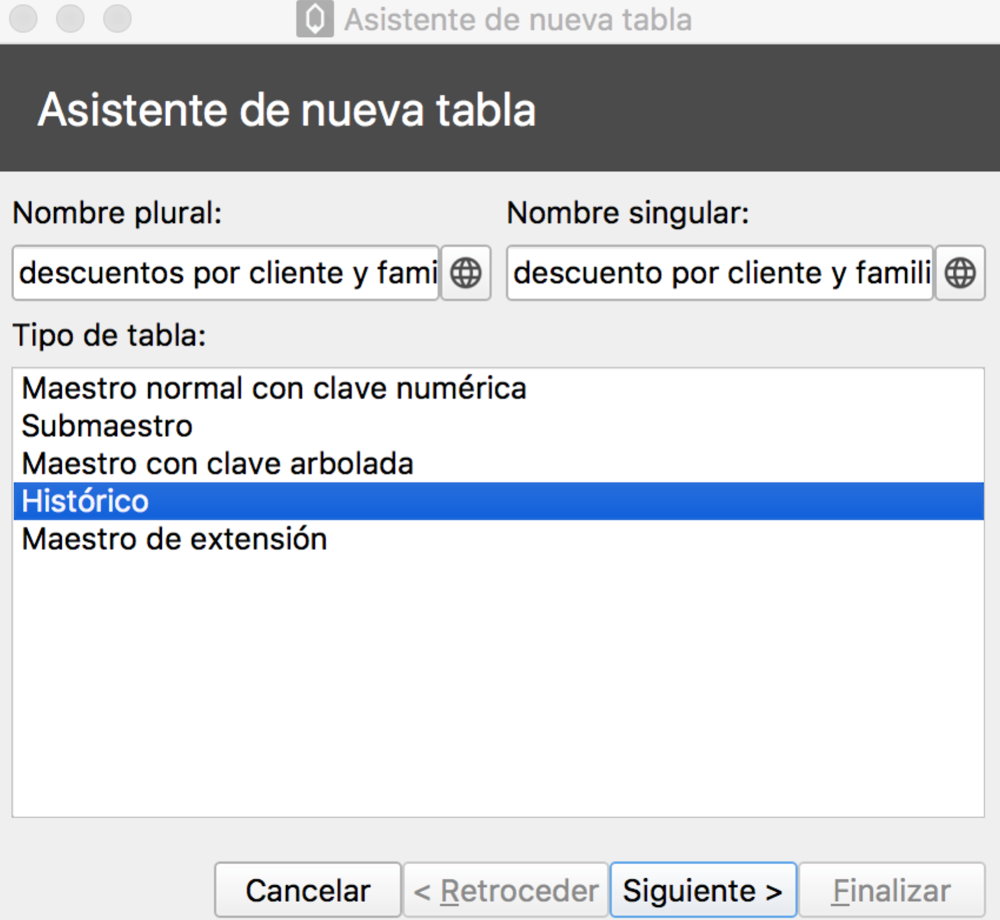 Asistente de nueva tabla
Asistente de nueva tabla
Nombre plural: Nombre singular:
descuentos por cliente y fami descuento por cliente y famili
Tipo de tabla:
Maestro normal con clave numérica
Submaestro
Maestro con clave arbolada
Histórico
Maestro de extensión
Cancelar < Retroceder Siguiente > Finalizar